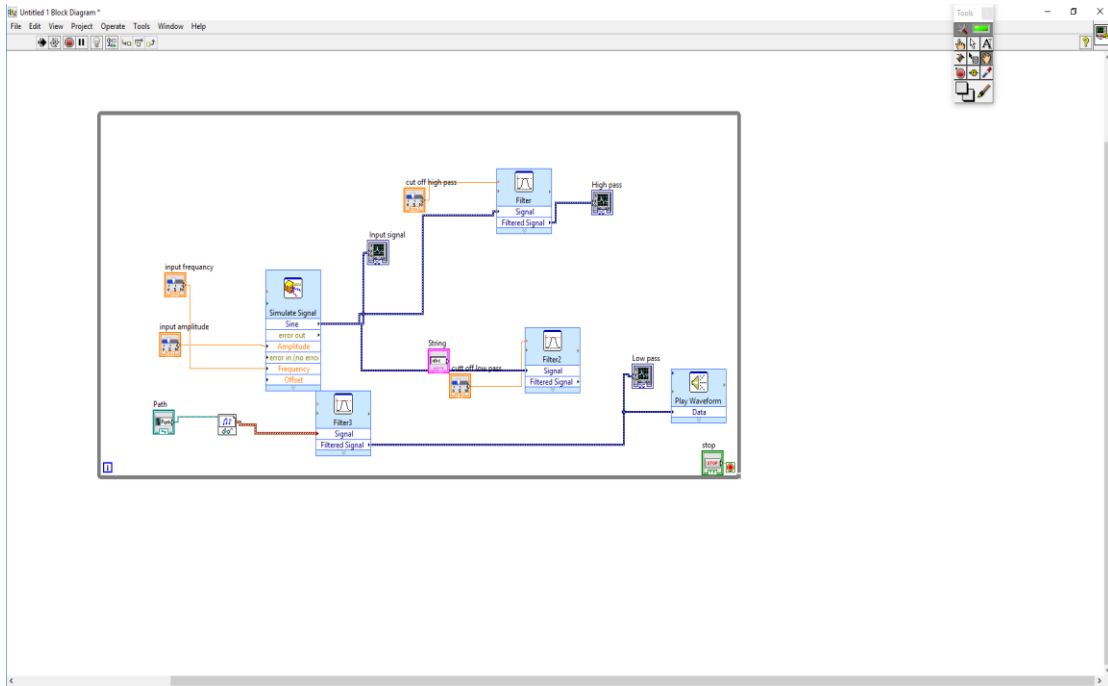 Untitled 1 Block Diagram *
File Edit View Project Operate Tools Window Help
Tools
cut off high pass
Filter
Signal
Filtered Signal
High pass
Input signal
input frequancy
Simulate Signal
Sine
error out
Amplitude
error in (no erro
Frequency
Offset
input amplitude
String
cutt off low pass
Filter2
Signal
Filtered Signal
Low pass
Play Waveform
Data
Path
Filter3
Signal
Filtered Signal
stop
STOP
i